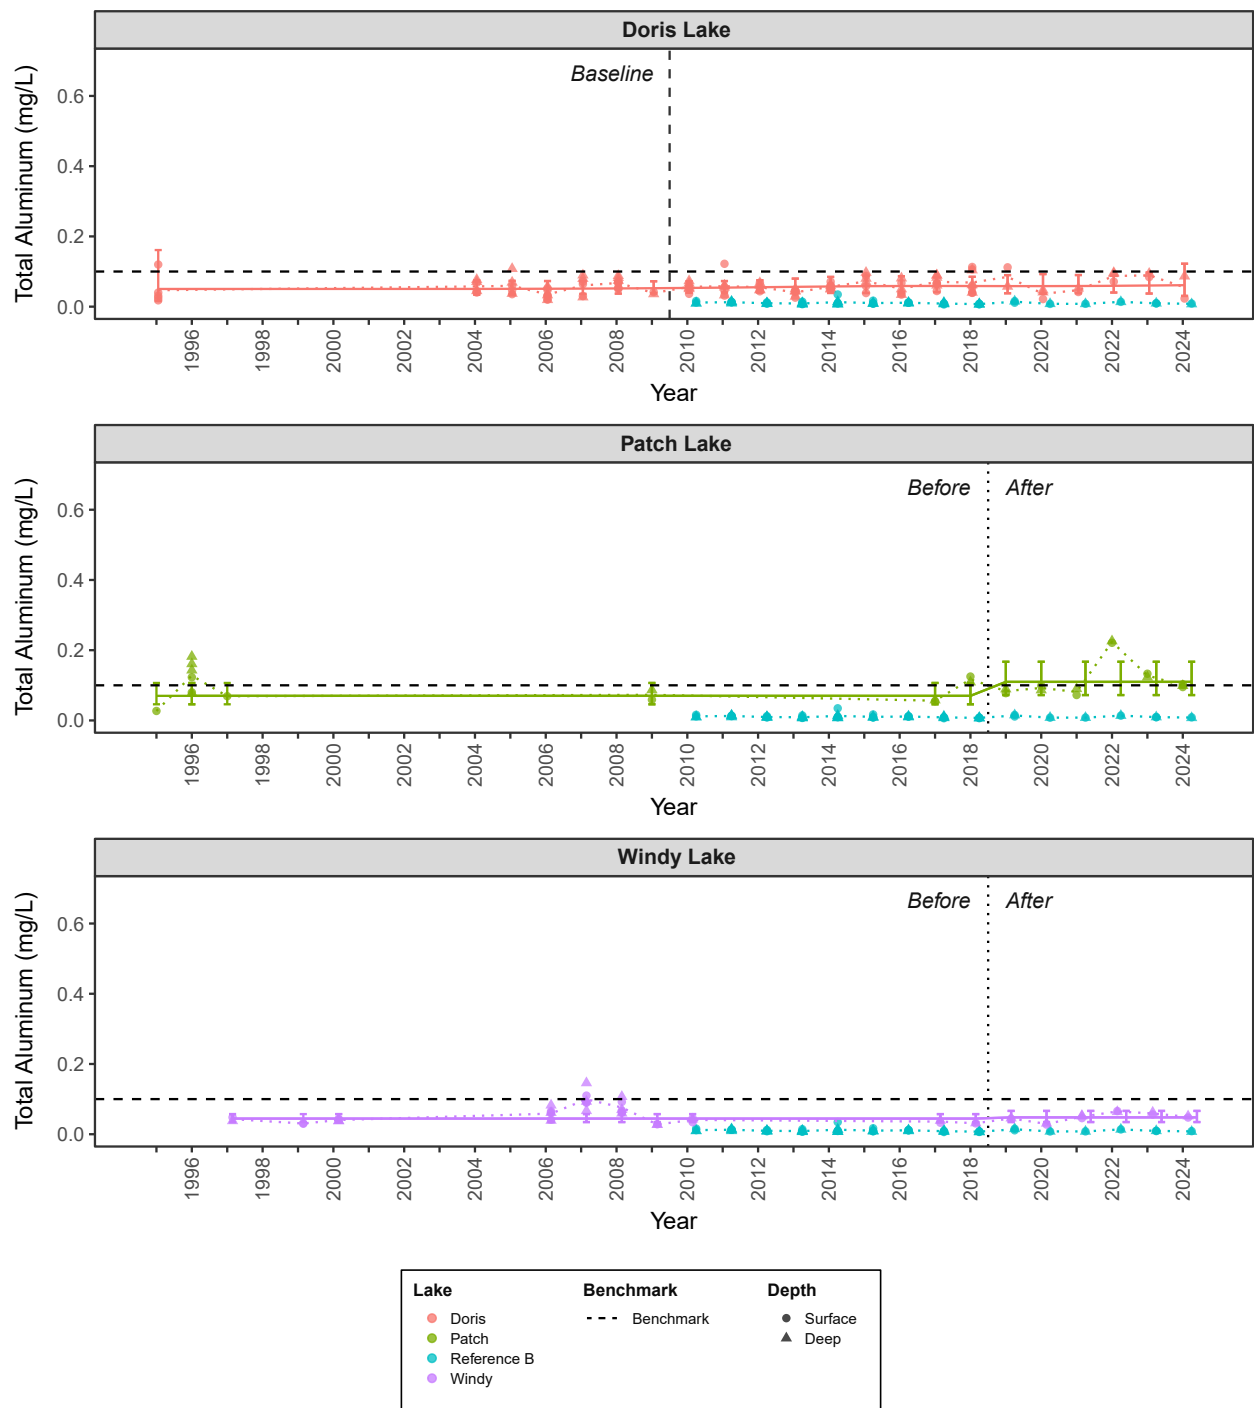 Doris Lake
Baseline
Total Aluminum (mg/L)
0.6
0.4
0.2
0.0
1996 1998 2000 2002 2004 2006 2008 2010 2012 2014 2016 2018 2020 2022 2024
Year
Patch Lake
Before After
Total Aluminum (mg/L)
0.6
0.4
0.2
0.0
1996 1998 2000 2002 2004 2006 2008 2010 2012 2014 2016 2018 2020 2022 2024
Year
Windy Lake
Before After
Total Aluminum (mg/L)
0.6
0.4
0.2
0.0
1996 1998 2000 2002 2004 2006 2008 2010 2012 2014 2016 2018 2020 2022 2024
Year
Lake Benchmark Depth
Doris Benchmark Surface
Patch Deep
Reference B
Windy